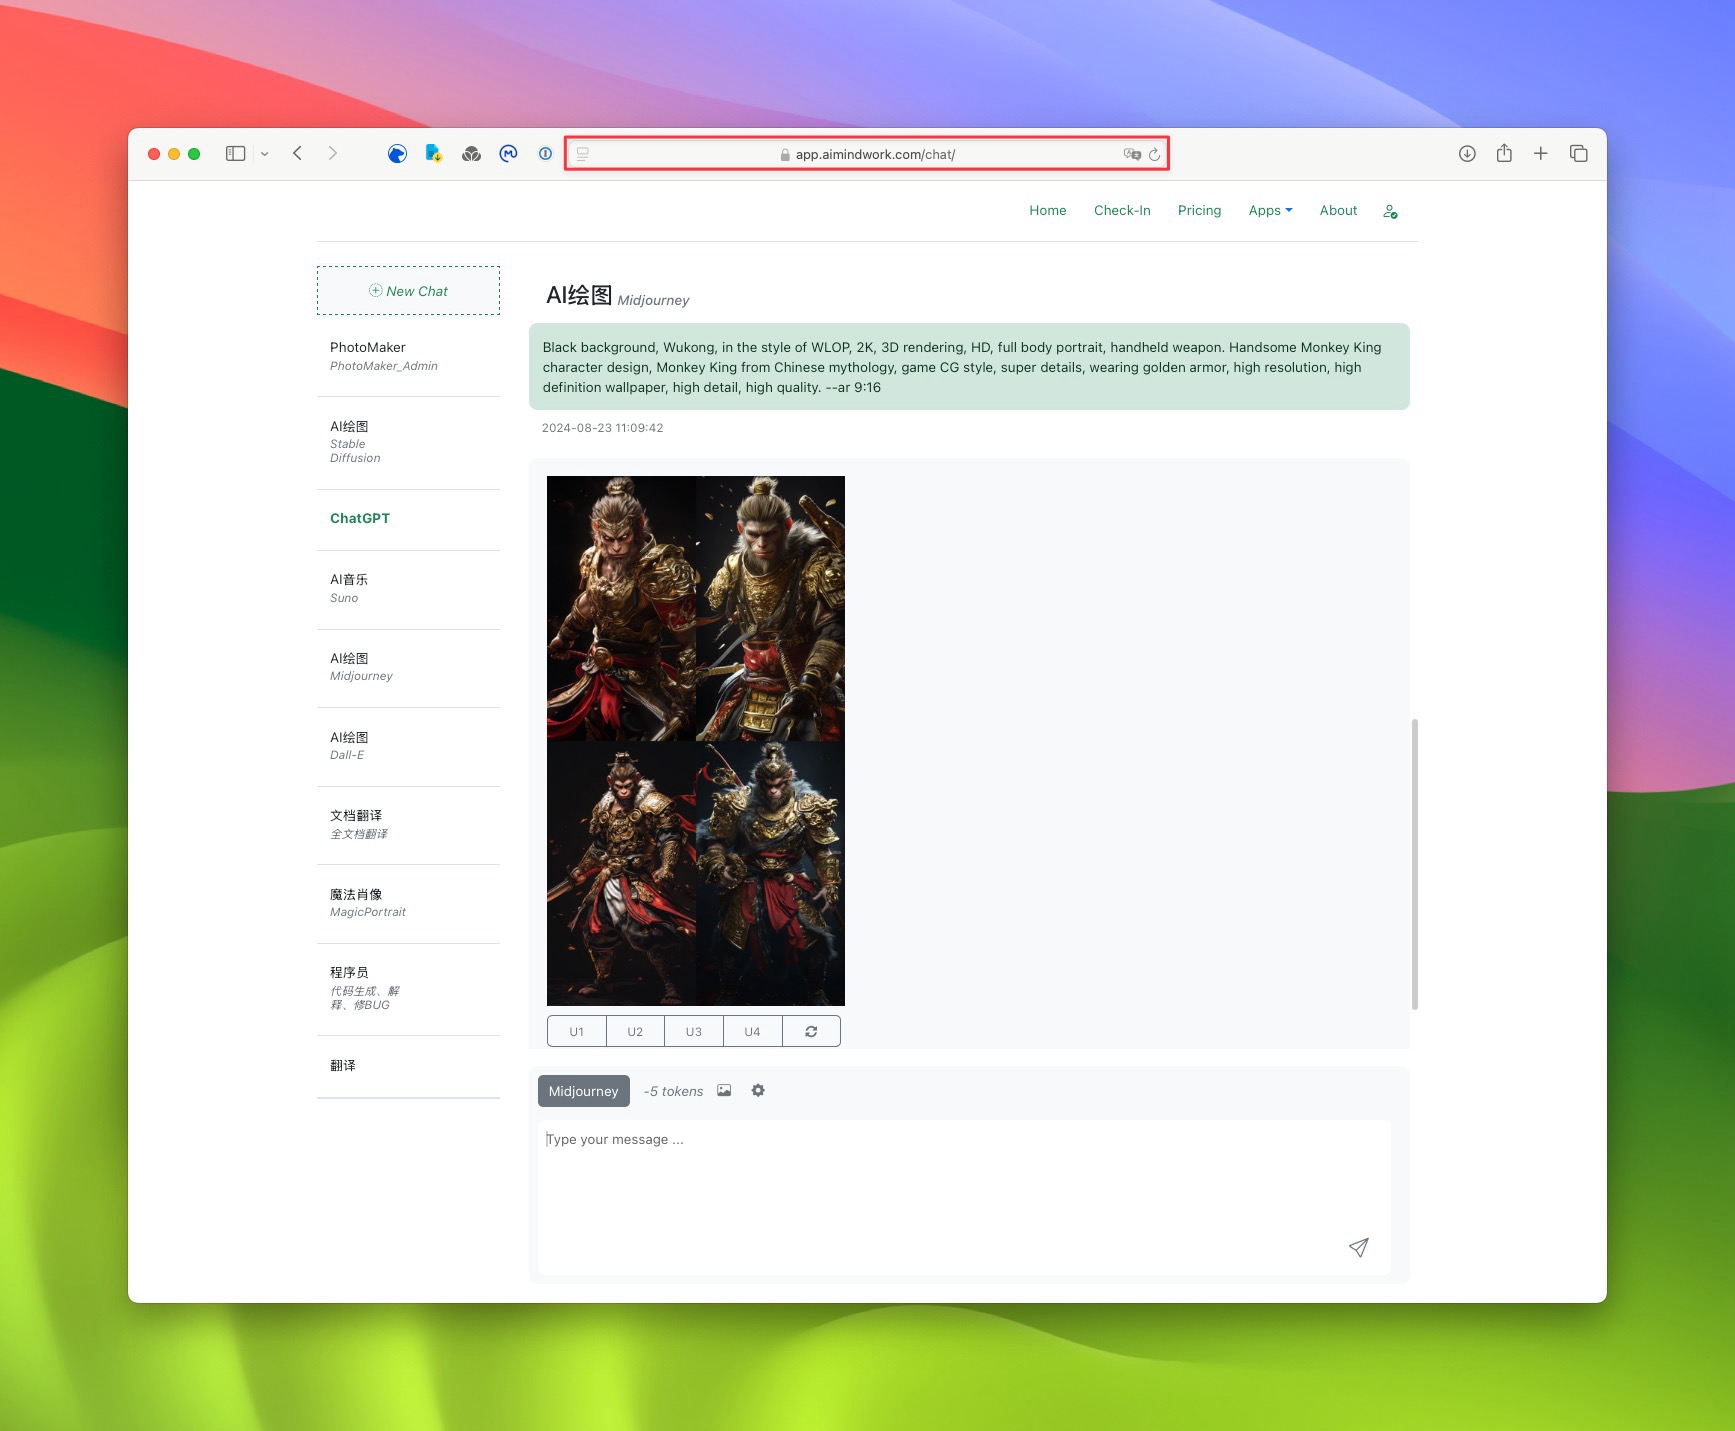 app.aimindwork.com/chat/
Home
Check-In
Pricing
Apps
About
New Chat
PhotoMaker
PhotoMaker_Admin
AI绘图
Stable
Diffusion
ChatGPT
AI音乐
Suno
AI绘图
Midjourney
AI绘图
Dall-E
文档翻译
全文档翻译
魔法肖像
MagicPortrait
程序员
代码生成、解
释、修BUG
翻译
AI绘图 Midjourney
Black background, Wukong, in the style of WLOP, 2K, 3D rendering, HD, full body portrait, handheld weapon. Handsome Monkey King
character design, Monkey King from Chinese mythology, game CG style, super details, wearing golden armor, high resolution, high
definition wallpaper, high detail, high quality. --ar 9:16
2024-08-23 11:09:42
U1
U2
U3
U4
Midjourney
-5 tokens
Type your message ...